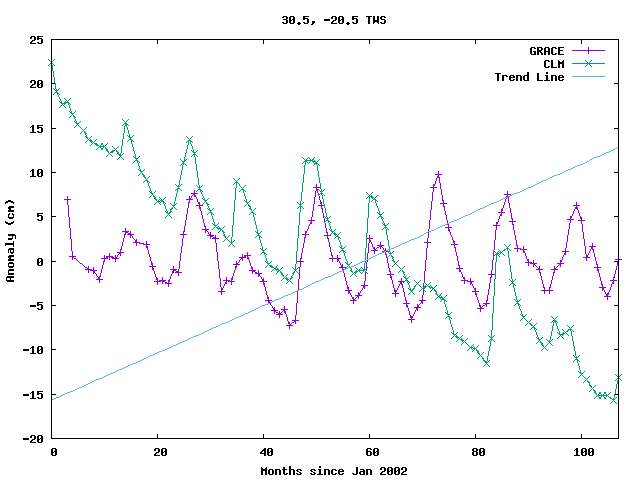 30.5, -20.5 TWS
GRACE
CLM
Trend Line
25
20
15
10
5
0
-5
-10
-15
-20
Anomaly (cm)
0 20 40 60 80 100
Months since Jan 2002